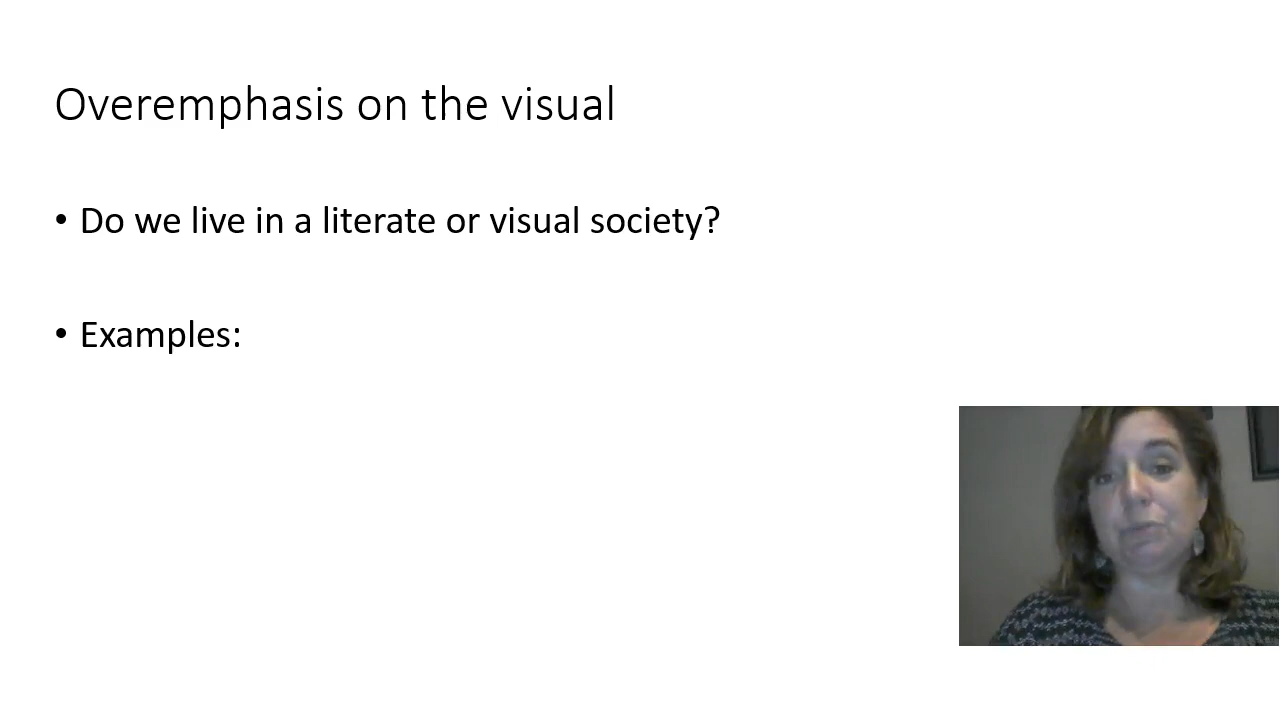 Overemphasis on the visual
• Do we live in a literate or visual society?
• Examples: